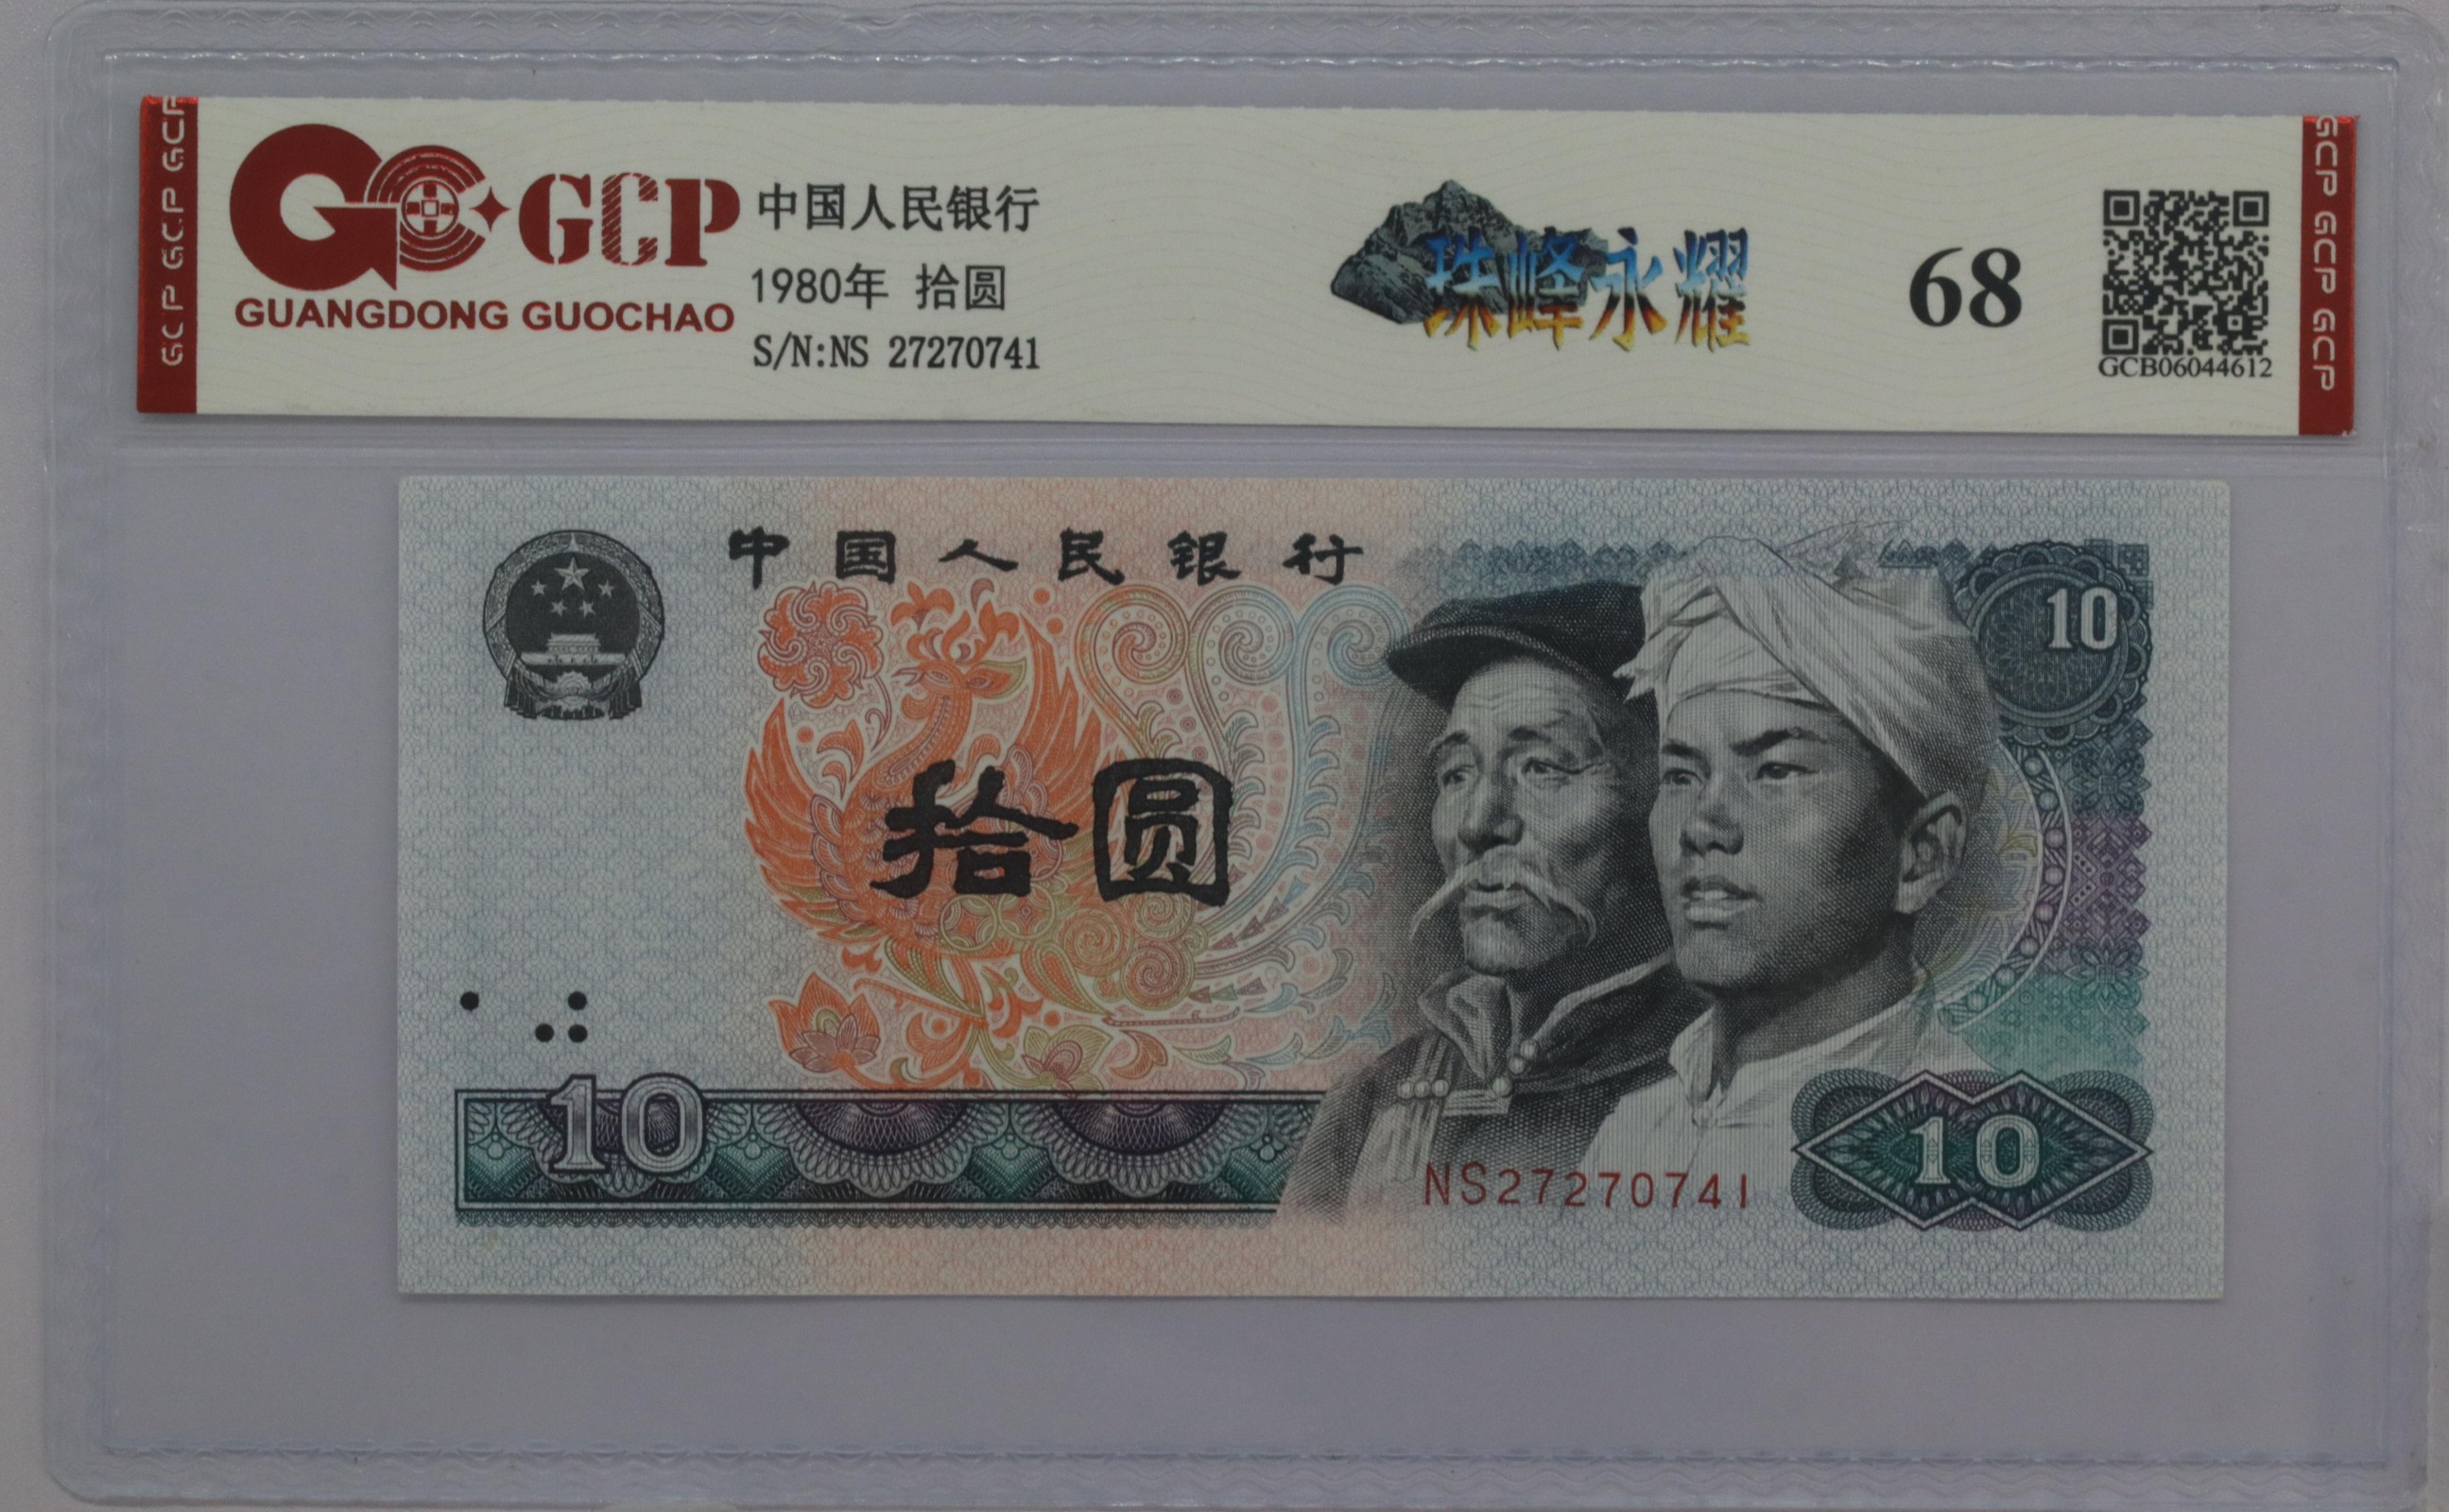 GCP GCP GCP
GCP
GUANGDONG GUOCHAO
中国人民银行
1980年 拾圆
S/N:NS 27270741
珠峰永耀
68
GCB06044612
GCP GCP GCP
中国人民银行
10
拾圆
10
NS27270741
10